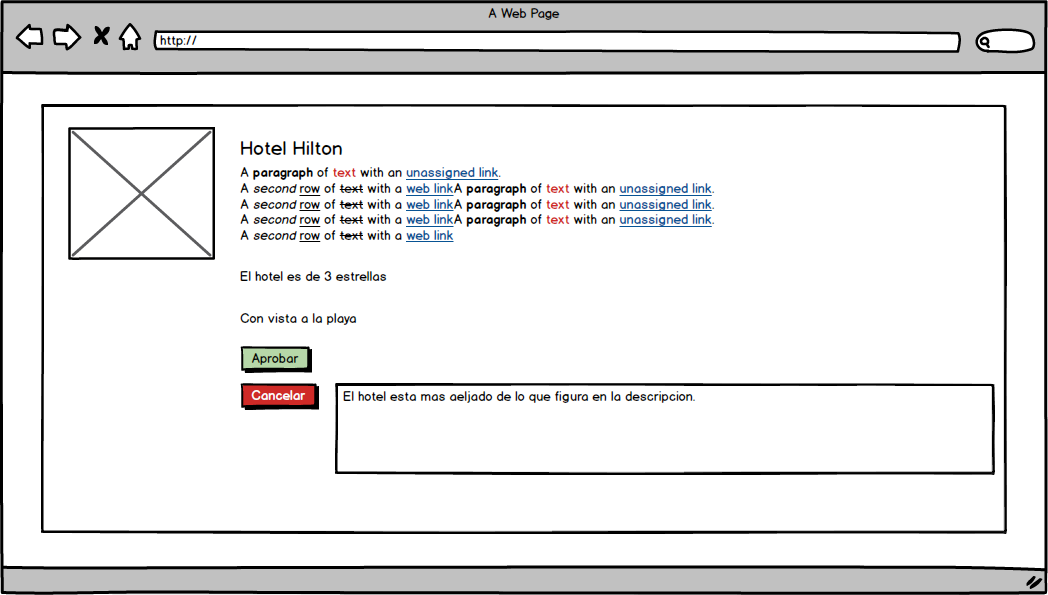 A Web Page
http://
Hotel Hilton
A paragraph of text with an unassigned link.
A second row of text with a web linkA paragraph of text with an unassigned link.
A second row of text with a web linkA paragraph of text with an unassigned link.
A second row of text with a web linkA paragraph of text with an unassigned link.
A second row of text with a web link
El hotel es de 3 estrellas
Con vista a la playa
Aprobar
Cancelar
El hotel esta mas aeljado de lo que figura en la descripcion.